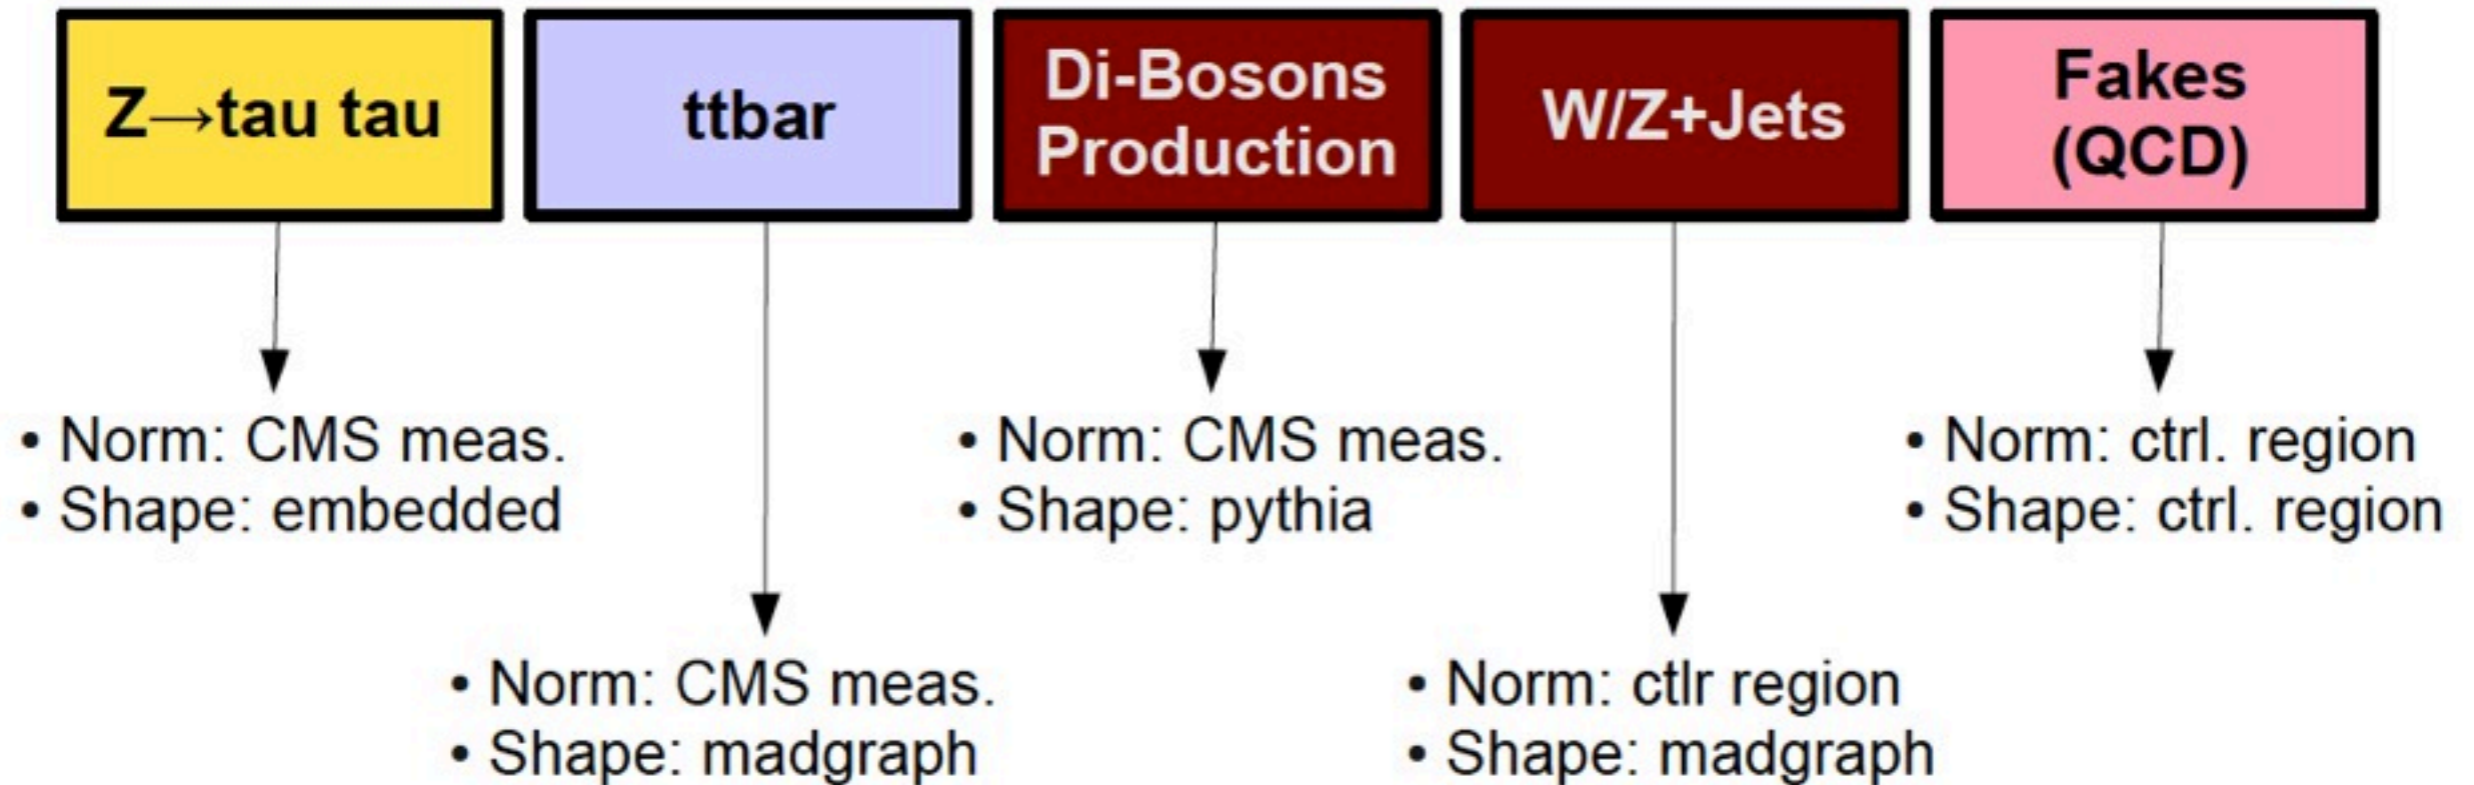 Z→tau tau
ttbar
Di-Bosons
Production
W/Z+Jets
Fakes
(QCD)
• Norm: CMS meas.
• Shape: embedded
• Norm: CMS meas.
• Shape: madgraph
• Norm: CMS meas.
• Shape: pythia
• Norm: ctlr region
• Shape: madgraph
• Norm: ctrl. region
• Shape: ctrl. region